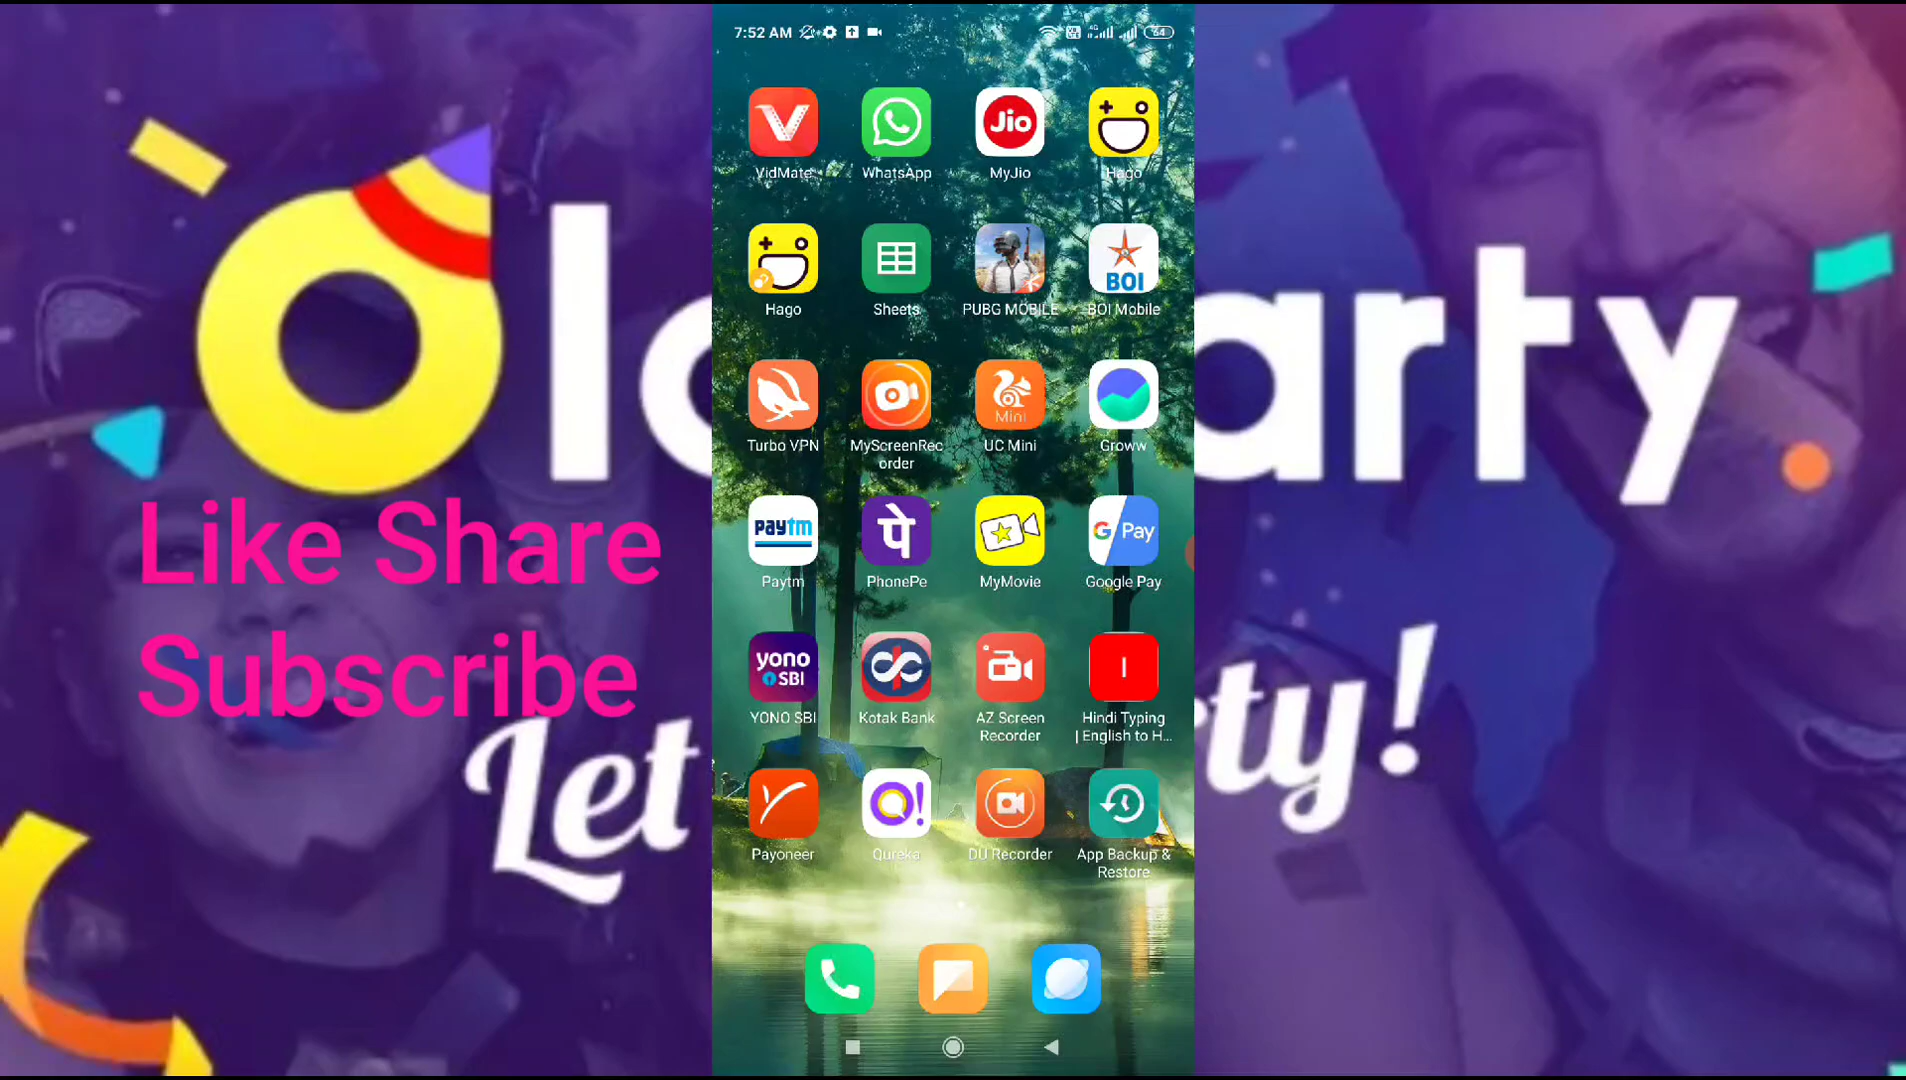 7:52 AM
64
VidMate
WhatsApp
Jio
MyJio
Hago
Hago
Sheets
PUBG MOBILE
BOI
BOI Mobile
Turbo VPN
MyScreenRec
order
Mini
UC Mini
Groww
paytm
Paytm
पे
PhonePe
MyMovie
G Pay
Google Pay
yono
SBI
YONO SBI
Kotak Bank
AZ Screen
Recorder
I
Hindi Typing
| English to H...
Payoneer
Q!
Qureka
DU Recorder
App Backup &
Restore
Ola
arty
Like Share
Subscribe
Let
ty!